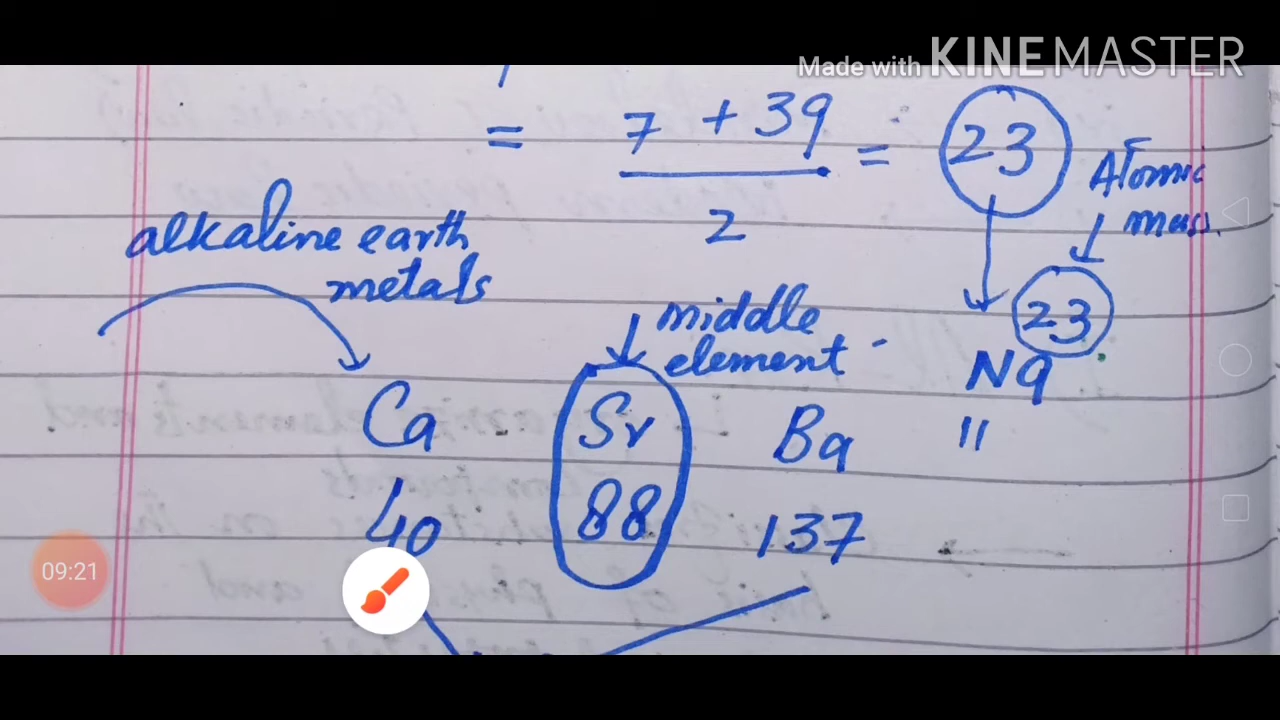 Made with KINEMASTER
= 7 + 39 = 23
2
Atomic
mass.
23
Na
"
alkaline earth
metals
middle
element
Ca Sr Ba
40 88 137
09:21